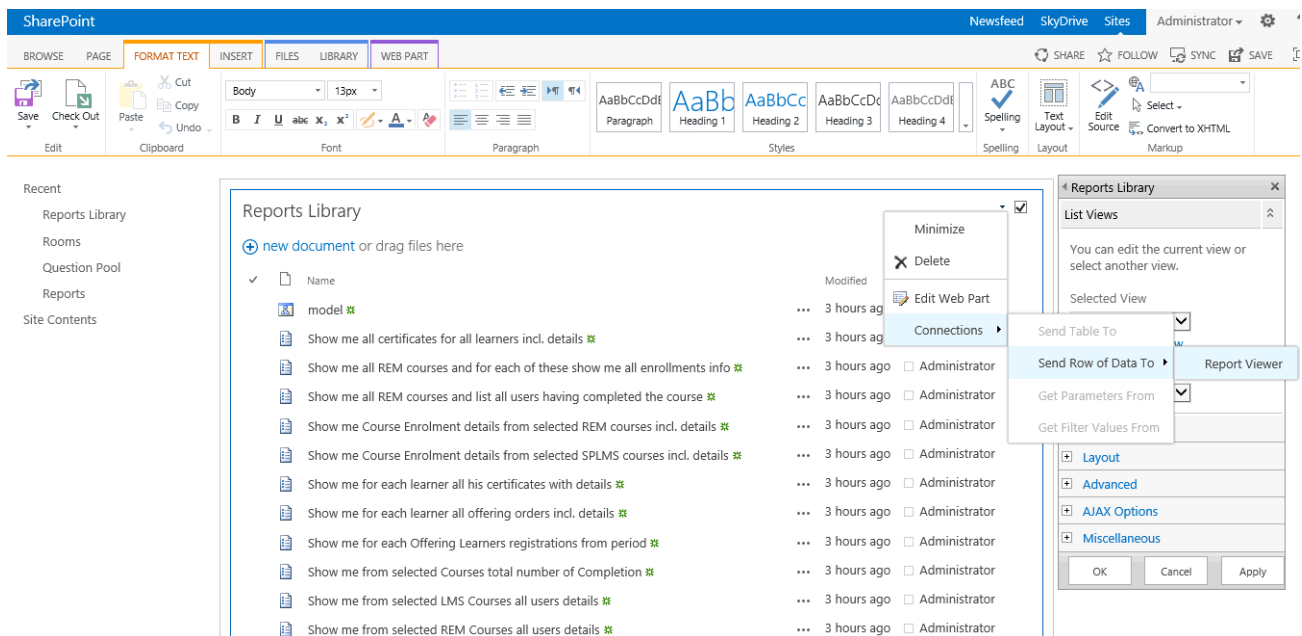 SharePoint
Newsfeed SkyDrive Sites Administrator
BROWSE PAGE FORMAT TEXT INSERT FILES LIBRARY WEB PART
SHARE FOLLOW SYNC SAVE
Save Check Out Paste Cut Copy Undo
Body 13px
B I U abc X₂ X²
AaBbCcDdE AaBb AaBbCc AaBbCcDc AaBbCcDdE
Paragraph Heading 1 Heading 2 Heading 3 Heading 4
ABC
Spelling
Text Layout
Edit Source
Select
Convert to XHTML
Edit Clipboard Font Paragraph Styles Spelling Layout Markup
Recent
Reports Library
Rooms
Question Pool
Reports
Site Contents
Reports Library
new document or drag files here
Name Modified
model 3 hours ag
Show me all certificates for all learners incl. details 3 hours ag
Show me all REM courses and for each of these show me all enrollments info 3 hours ago Administrator
Show me all REM courses and list all users having completed the course 3 hours ago Administrator
Show me Course Enrolment details from selected REM courses incl. details 3 hours ago Administrator
Show me Course Enrolment details from selected SPLMS courses incl. details 3 hours ago Administrator
Show me for each learner all his certificates with details 3 hours ago Administrator
Show me for each learner all offering orders incl. details 3 hours ago Administrator
Show me for each Offering Learners registrations from period 3 hours ago Administrator
Show me from selected Courses total number of Completion 3 hours ago Administrator
Show me from selected LMS Courses all users details 3 hours ago Administrator
Show me from selected REM Courses all users details 3 hours ago Administrator
Minimize
Delete
Edit Web Part
Connections
Send Table To
Send Row of Data To
Get Parameters From
Get Filter Values From
Report Viewer
Reports Library
List Views
You can edit the current view or
select another view.
Selected View
Layout
Advanced
AJAX Options
Miscellaneous
OK Cancel Apply